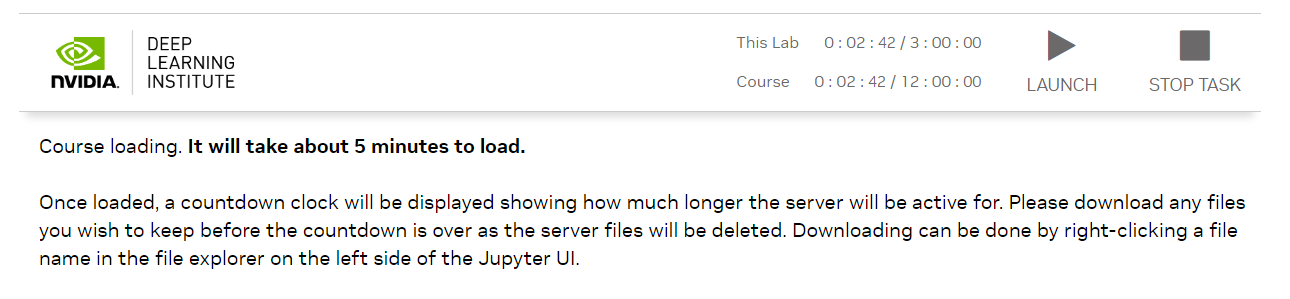 NVIDIA.
DEEP
LEARNING
INSTITUTE
This Lab 0:02:42 / 3:00:00
Course 0:02:42 / 12:00:00
LAUNCH
STOP TASK
Course loading. It will take about 5 minutes to load.
Once loaded, a countdown clock will be displayed showing how much longer the server will be active for. Please download any files
you wish to keep before the countdown is over as the server files will be deleted. Downloading can be done by right-clicking a file
name in the file explorer on the left side of the Jupyter UI.